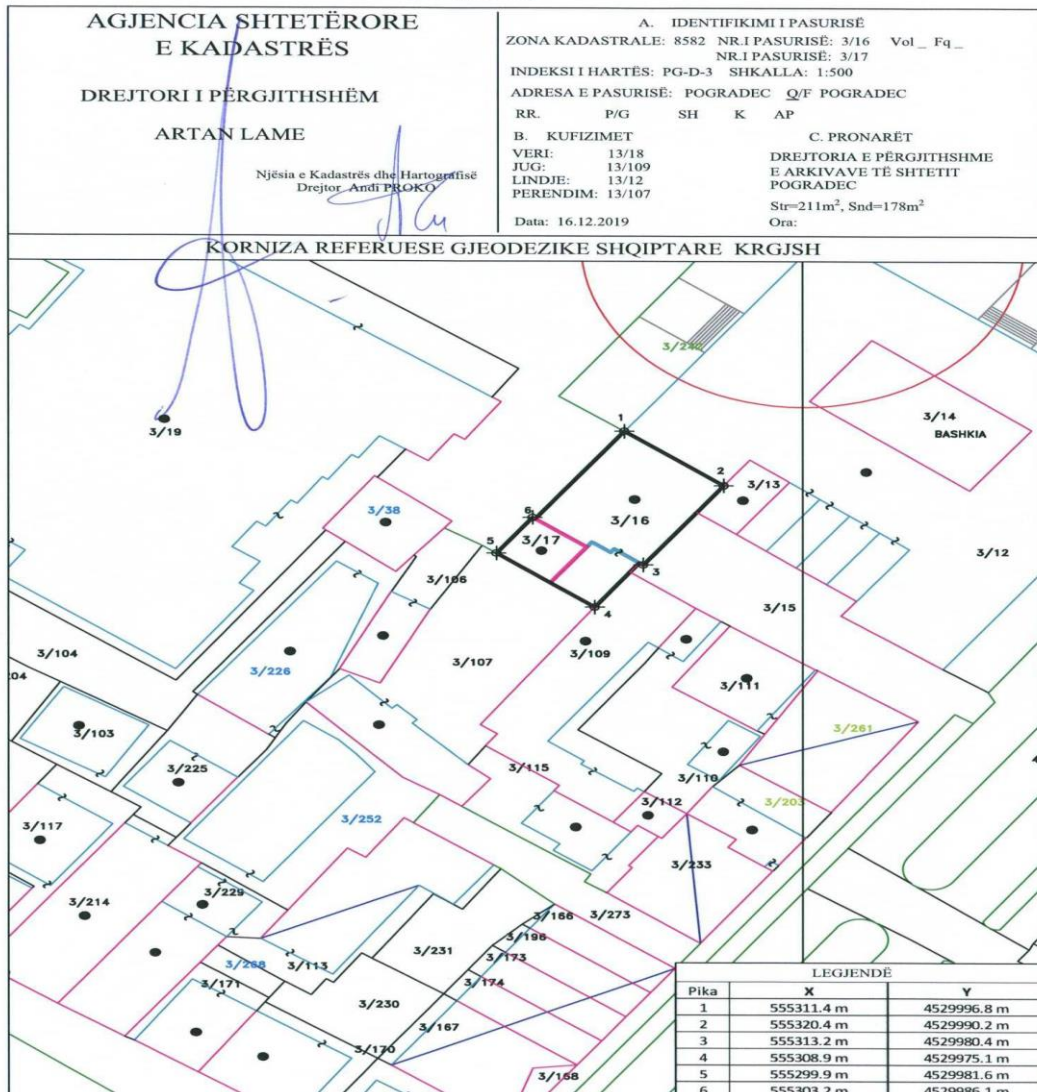 AGJENCIA SHTETËRORE
E KADASTRËS
DREJTORI I PËRGJITHSHËM
ARTAN LAME
Njësia e Kadastrës dhe Hartografisë
Drejtor Andi PROKO
A. IDENTIFIKIMI I PASURISË
ZONA KADASTRALE: 8582 NR.I PASURISË: 3/16 Vol _ Fq _
NR.I PASURISË: 3/17
INDEKSI I HARTËS: PG-D-3 SHKALLA: 1:500
ADRESA E PASURISË: POGRADEC Q/F POGRADEC
RR. P/G SH K AP
B. KUFIZIMET
VERI: 13/18
JUG: 13/109
LINDJE: 13/12
PERENDIM: 13/107
Data: 16.12.2019
C. PRONARËT
DREJTORIA E PËRGJITHSHME
E ARKIVAVE TË SHTETIT
POGRADEC
Str=211m², Snd=178m²
Ora:
KORNIZA REFERUESE GJEODEZIKE SHQIPTARE KRGJSH
3/19
1
3/14
BASHKIA
2
3/13
3/38
3/16
6
3/17
5
3/12
3
3/106
4
3/15
3/104
3/226
3/107
3/109
04
3/111
3/103
3/261
3/225
3/115
3/110
3/112
3/203
3/117
3/252
3/233
3/229
3/214
3/166
3/273
3/231
3/196
3/173
3/113
3/171
3/174
3/230
3/167
3/170
3/158
LEGJENDË
Pika X Y
1 555311.4 m 4529996.8 m
2 555320.4 m 4529990.2 m
3 555313.2 m 4529980.4 m
4 555308.9 m 4529975.1 m
5 555299.9 m 4529981.6 m
6 555303.2 m 4529986.1 m